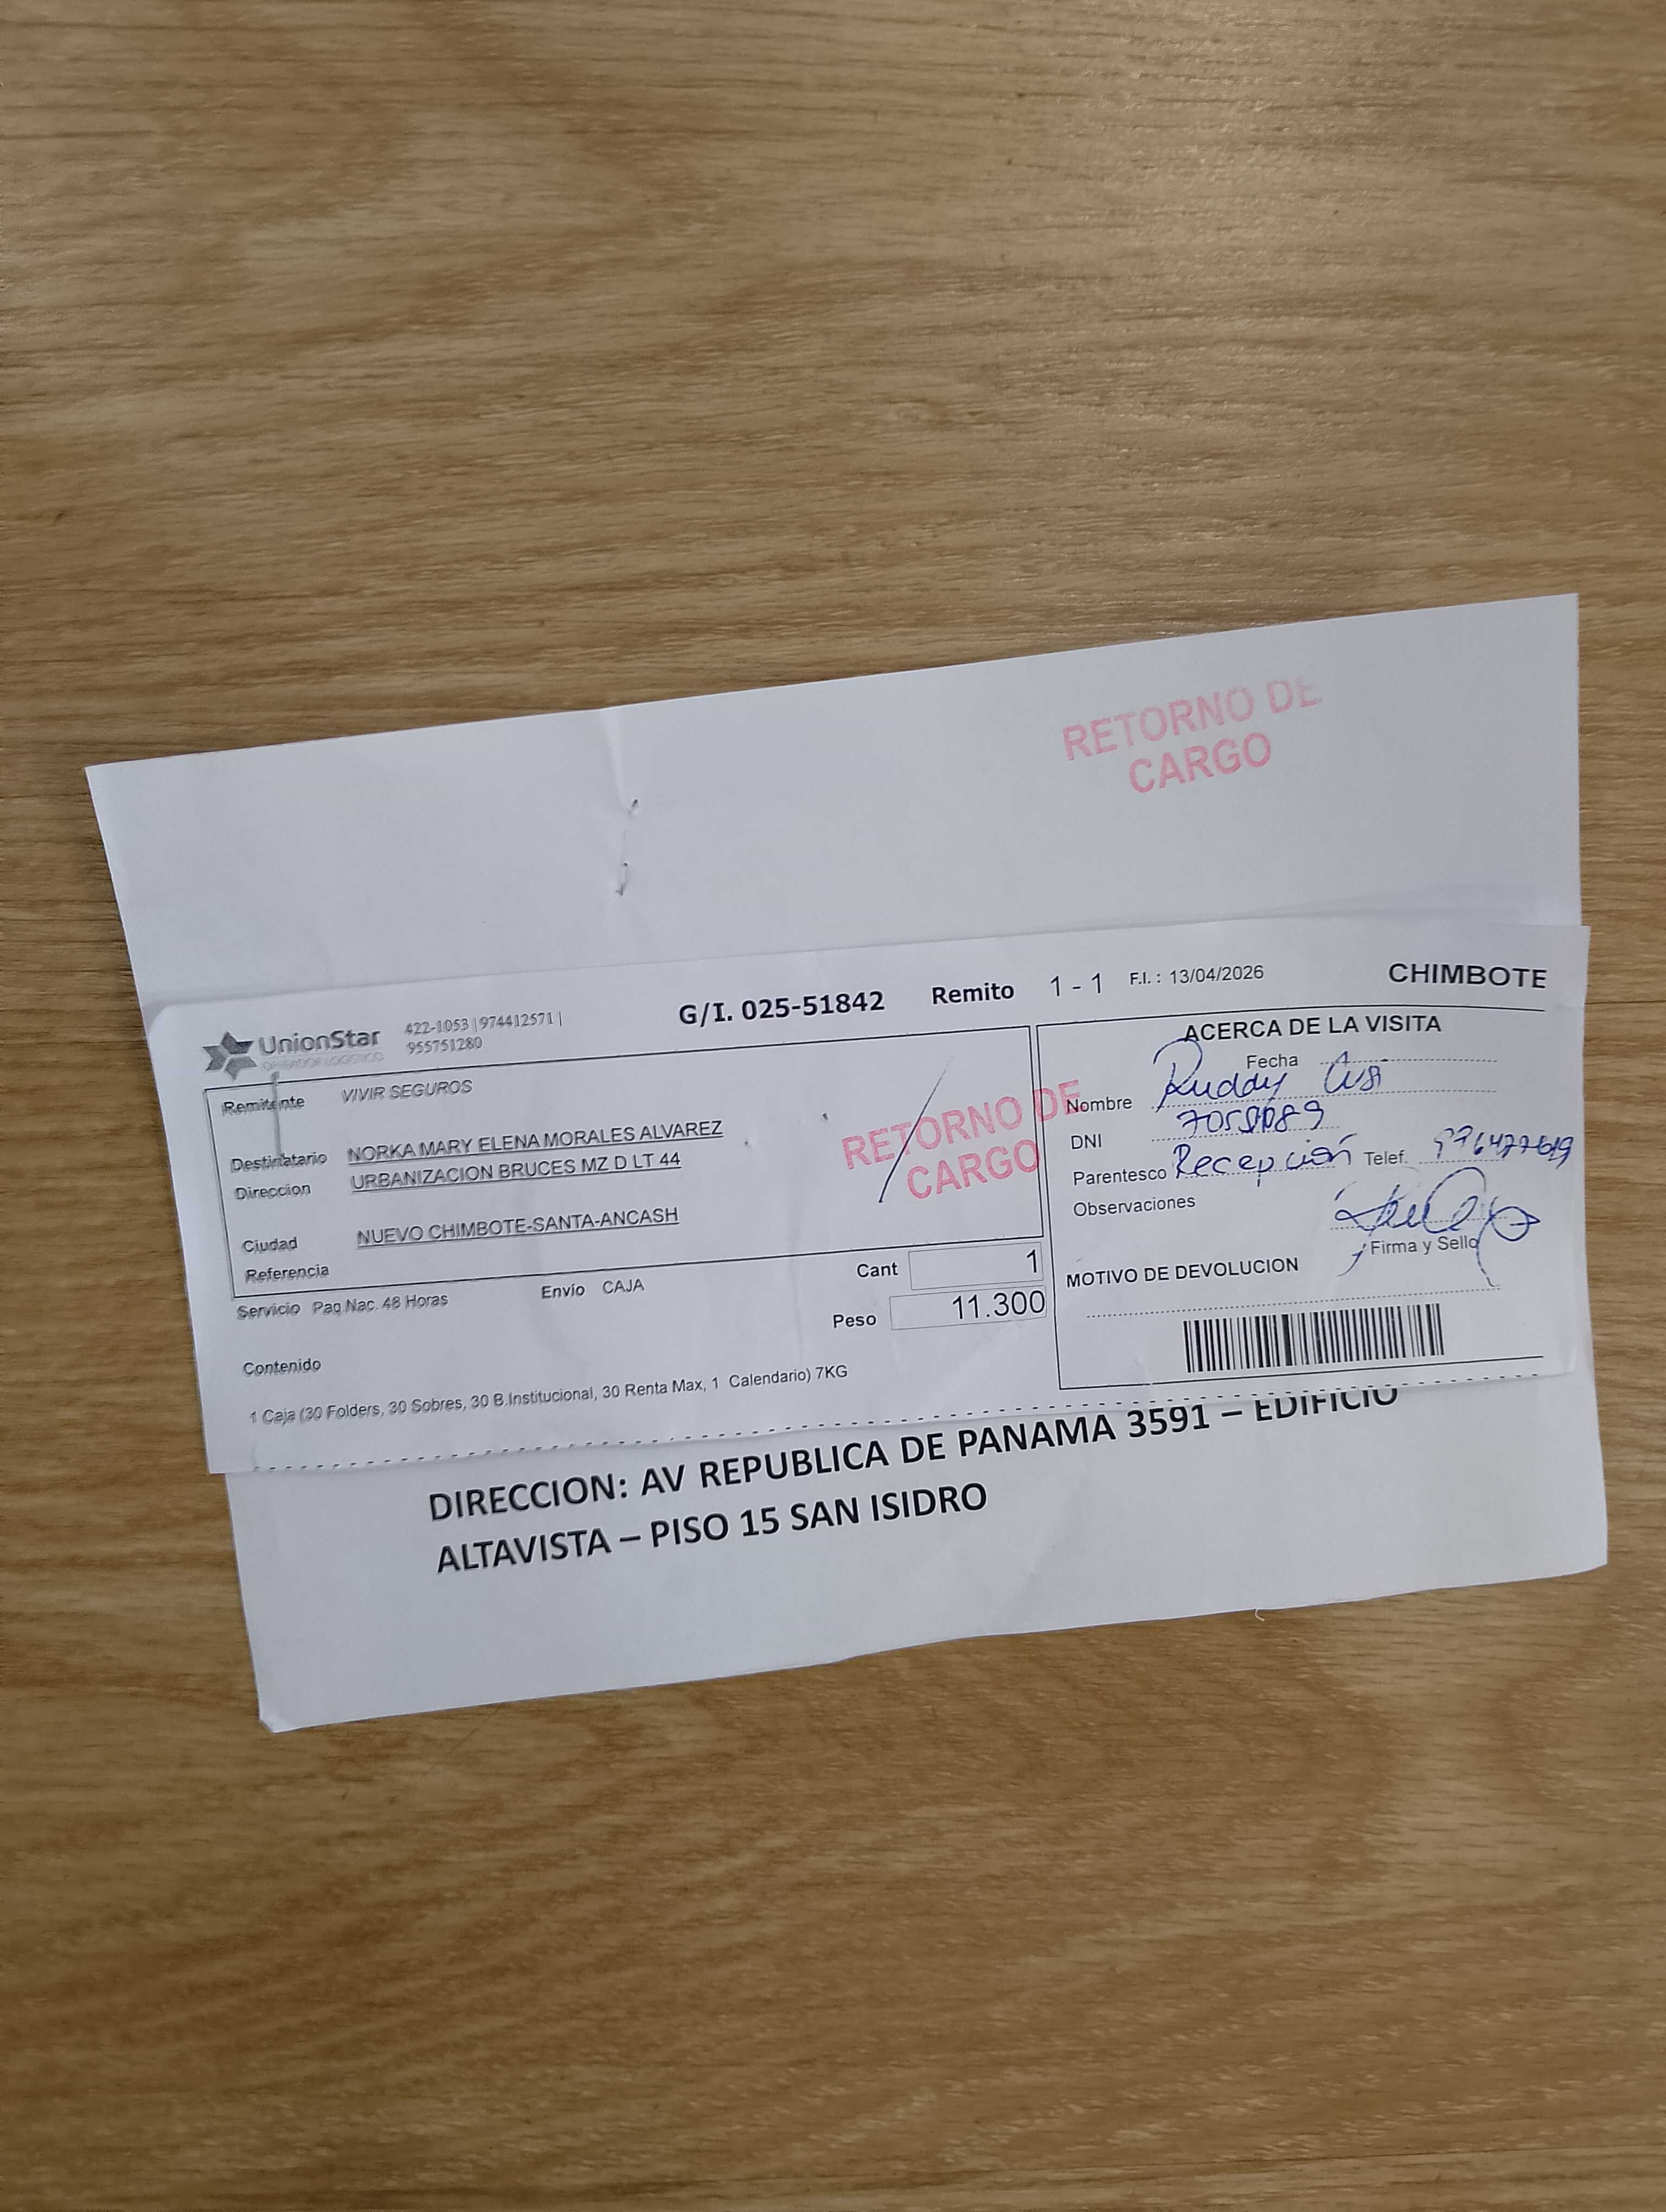 RETORNO DE
CARGO
UnionStar
OPERADOR LOGISTICO
422-1053 | 974412571 |
955751280
G/I. 025-51842 Remito 1 - 1 F.I. : 13/04/2026 CHIMBOTE
Remitente VIVIR SEGUROS
Destinatario NORKA MARY ELENA MORALES ALVAREZ
Direccion URBANIZACION BRUCES MZ D LT 44
Ciudad NUEVO CHIMBOTE-SANTA-ANCASH
Referencia
RETORNO DE
CARGO
Servicio Paq.Nac. 48 Horas Envío CAJA
Cant 1
Peso 11.300
Contenido
1 Caja (30 Folders, 30 Sobres, 30 B.Institucional, 30 Renta Max, 1 Calendario) 7KG
ACERCA DE LA VISITA
Fecha
Nombre Ruddy
DNI
Parentesco Recepción Telef.
Observaciones
Firma y Sello
MOTIVO DE DEVOLUCION
DIRECCION: AV REPUBLICA DE PANAMA 3591 – EDIFICIO
ALTAVISTA – PISO 15 SAN ISIDRO